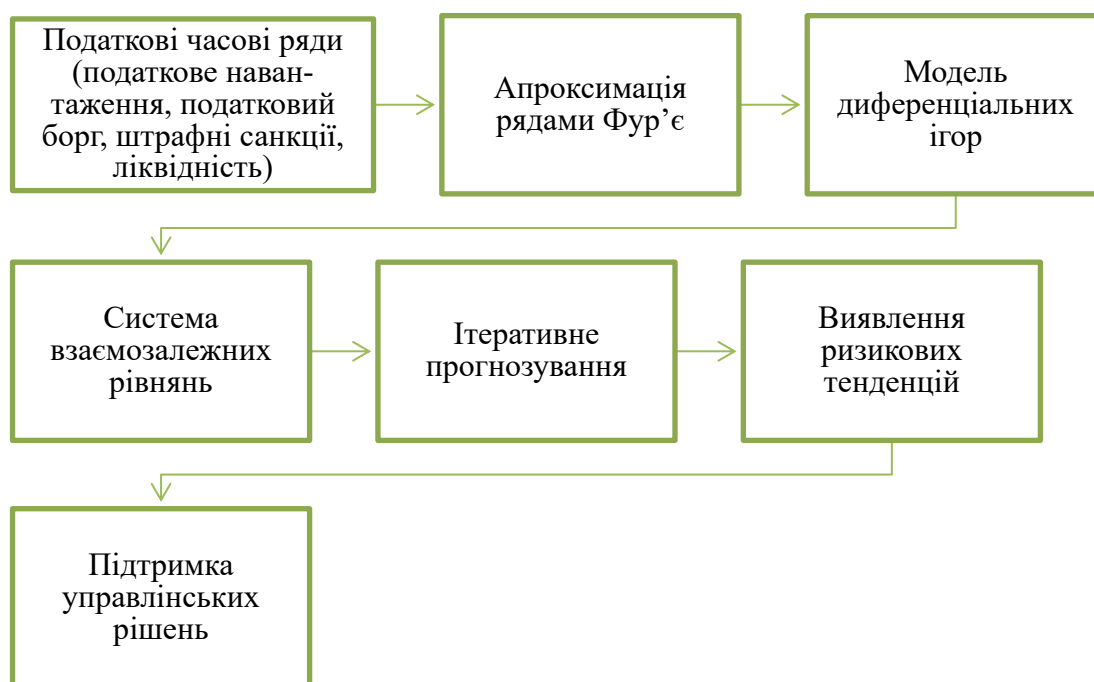 Податкові часові ряди
(податкове наван-
таження, податковий
борг, штрафні санкції,
ліквідність)
Апроксимація
рядами Фур’є
Модель
диференціальних
ігор
Система
взаємозалежних
рівнянь
Ітеративне
прогнозування
Виявлення
ризикових
тенденцій
Підтримка
управлінських
рішень